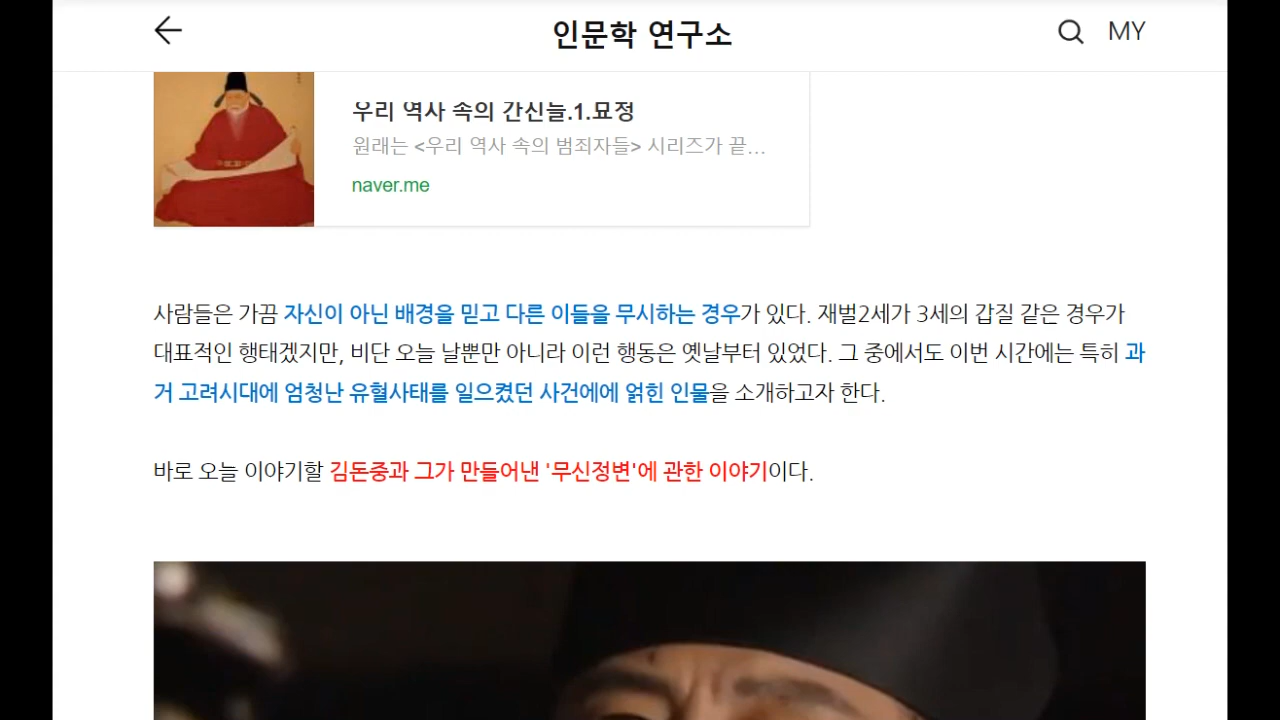 인문학 연구소
MY
우리 역사 속의 간신들.1.묘청
원래는 <우리 역사 속의 범죄자들> 시리즈가 끝...
naver.me
사람들은 가끔 자신이 아닌 배경을 믿고 다른 이들을 무시하는 경우가 있다. 재벌2세가 3세의 갑질 같은 경우가
대표적인 행태겠지만, 비단 오늘 날뿐만 아니라 이런 행동은 옛날부터 있었다. 그 중에서도 이번 시간에는 특히 과
거 고려시대에 엄청난 유혈사태를 일으켰던 사건에에 얽힌 인물을 소개하고자 한다.
바로 오늘 이야기할 김돈중과 그가 만들어낸 '무신정변'에 관한 이야기이다.